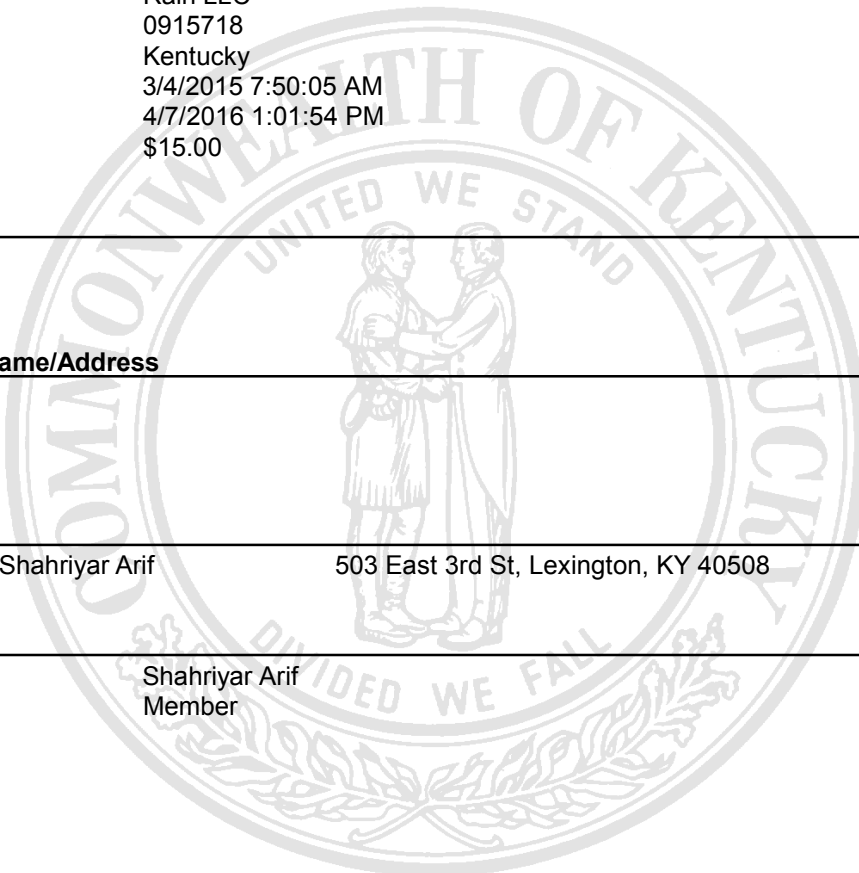 LLC
0915718
Kentucky
3/4/2015 7:50:05 AM
4/7/2016 1:01:54 PM
$15.00
COMMONWEALTH OF KENTUCKY
UNITED WE STAND
ame/Address
Shahriyar Arif 503 East 3rd St, Lexington, KY 40508
Shahriyar Arif
Member
DIVIDED WE FALL